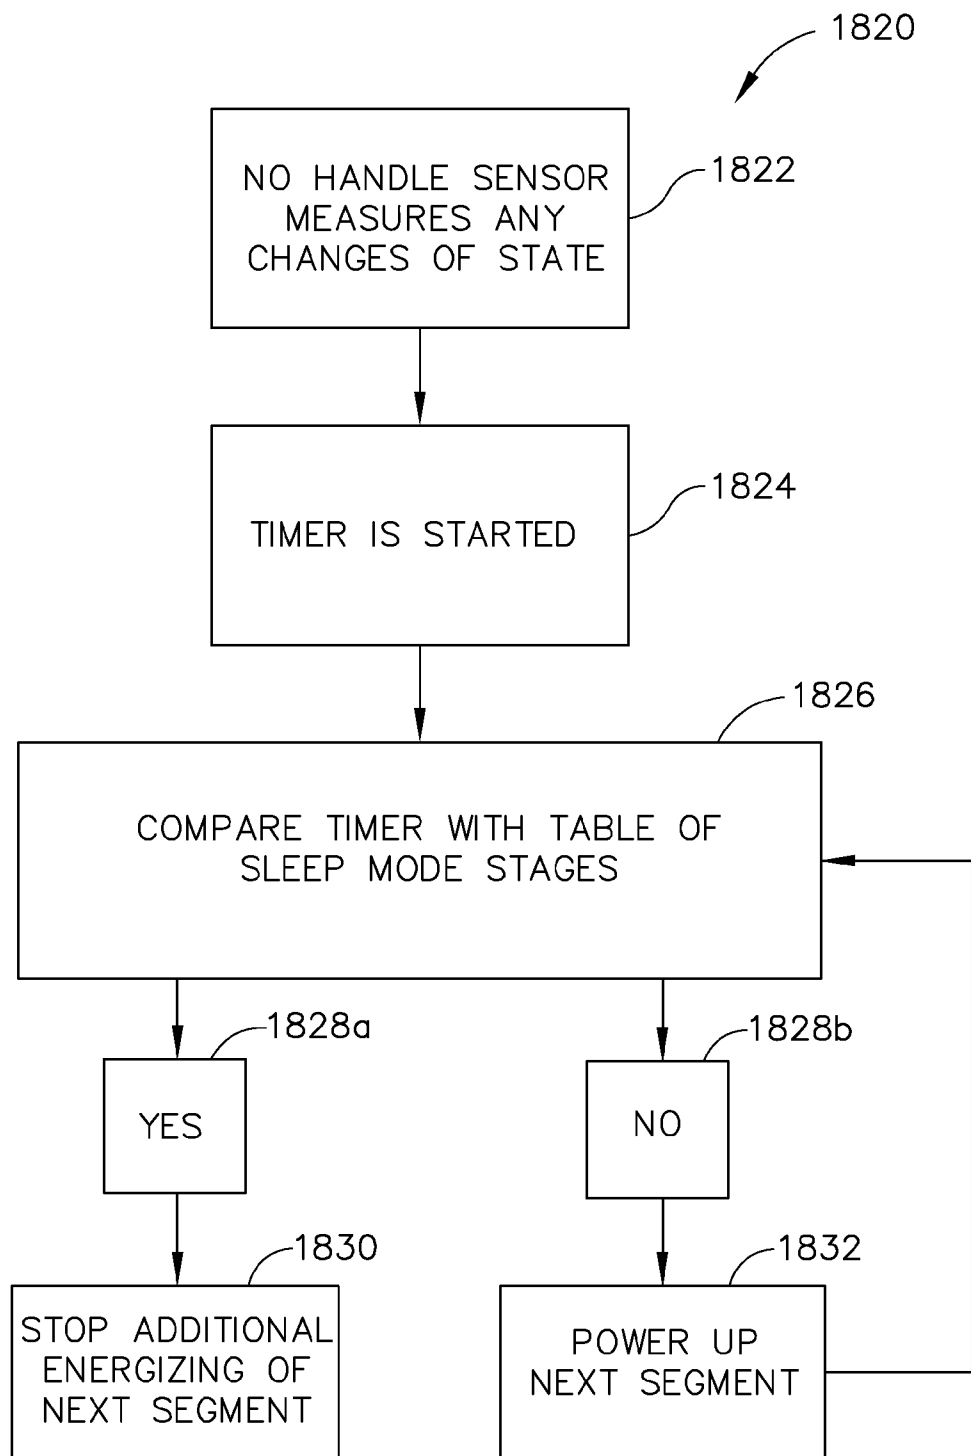 1820
NO HANDLE SENSOR
MEASURES ANY
CHANGES OF STATE
1822
TIMER IS STARTED
1824
1826
COMPARE TIMER WITH TABLE OF
SLEEP MODE STAGES
1828a
1828b
YES
NO
1830
1832
STOP ADDITIONAL
ENERGIZING OF
NEXT SEGMENT
POWER UP
NEXT SEGMENT